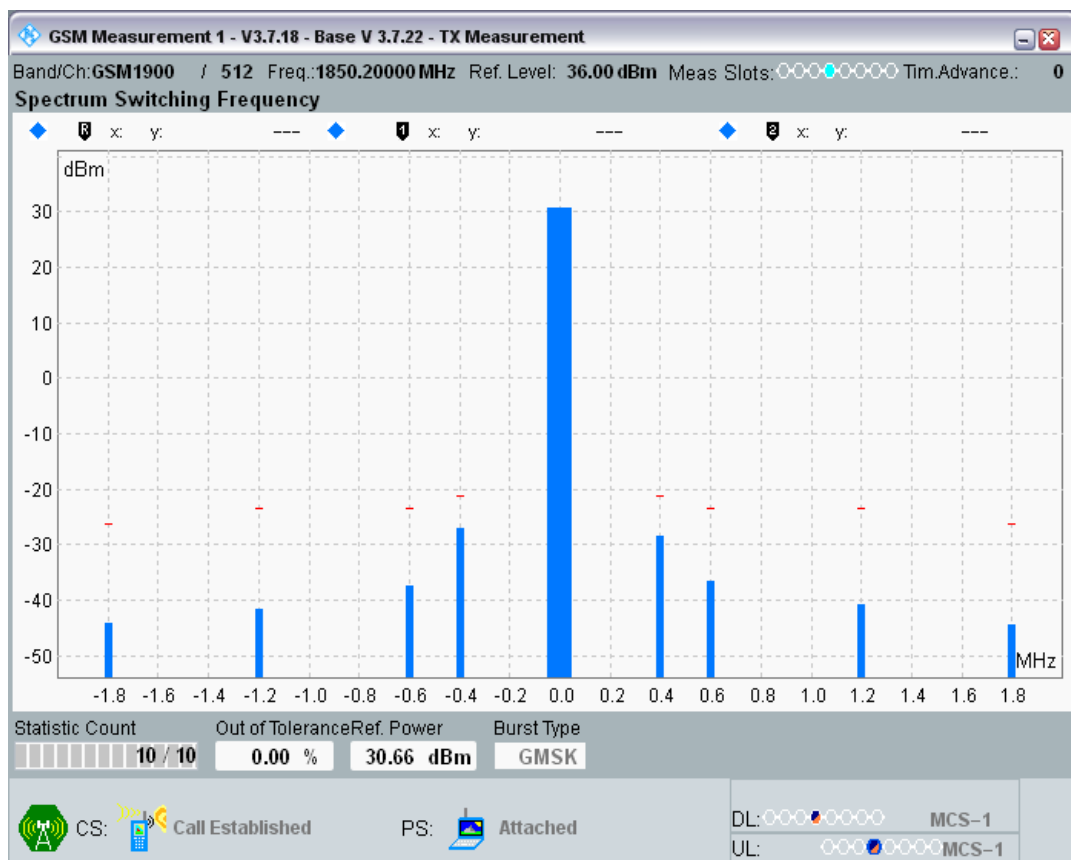 GSM Measurement 1 - V3.7.18 - Base V 3.7.22 - TX Measurement
Band/Ch:GSM1900 / 512 Freq.:1850.20000 MHz Ref. Level: 36.00 dBm Meas Slots: Tim.Advance.: 0
Spectrum Switching Frequency
R x: y: --- 1 x: y: --- 2 x: y: ---
dBm
30
20
10
0
-10
-20
-30
-40
-50
MHz
-1.8 -1.6 -1.4 -1.2 -1.0 -0.8 -0.6 -0.4 -0.2 0.0 0.2 0.4 0.6 0.8 1.0 1.2 1.4 1.6 1.8
Statistic Count Out of Tolerance Ref. Power Burst Type
10 / 10 0.00 % 30.66 dBm GMSK
CS: Call Established PS: Attached DL: MCS-1
UL: MCS-1